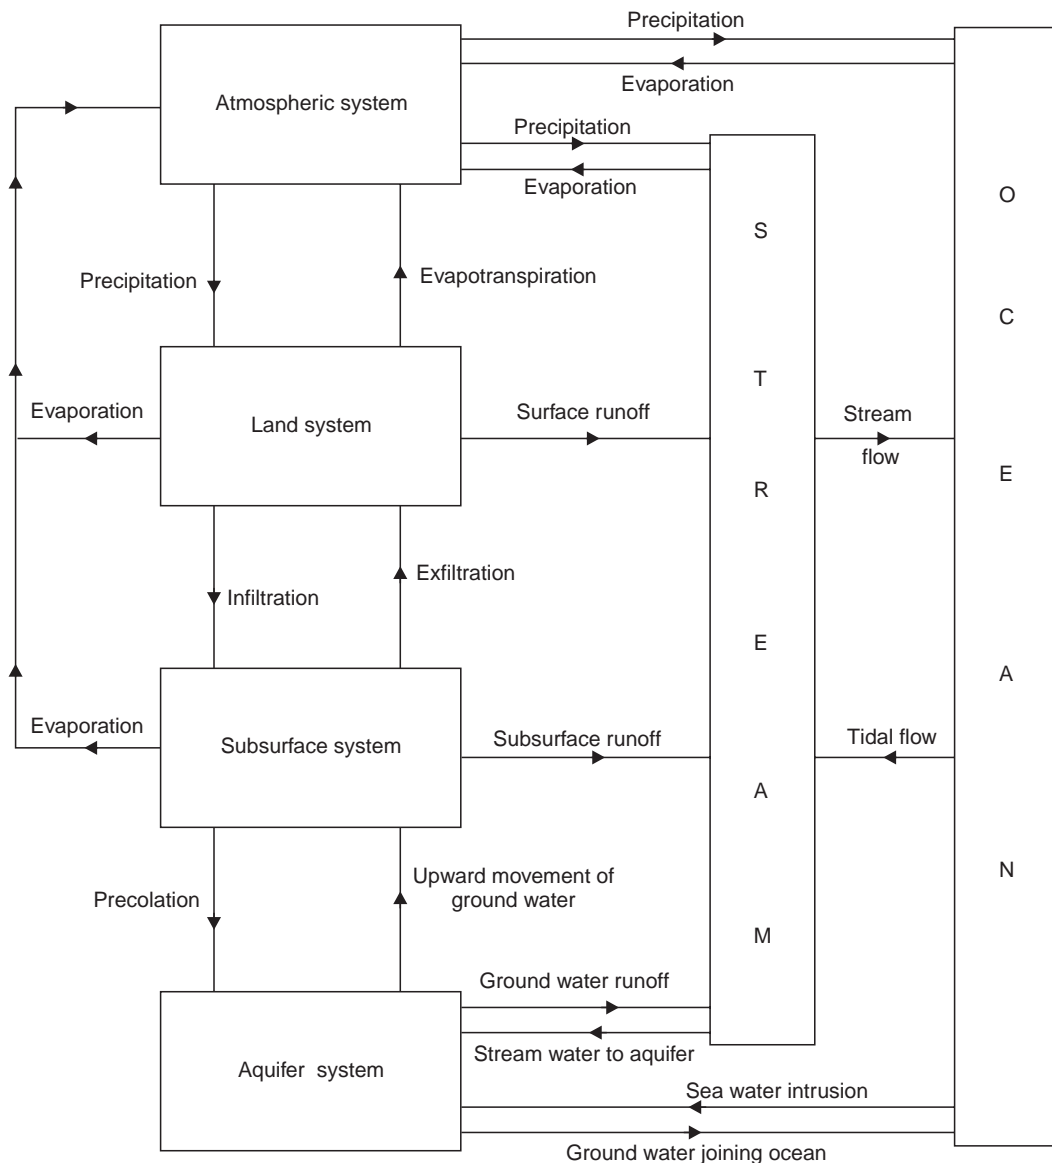 Precipitation
Evaporation
Atmospheric system
Precipitation
Evaporation
Precipitation
Evapotranspiration
Evaporation
Land system
Surface runoff
Stream
flow
Infiltration
Exfiltration
Evaporation
Subsurface system
Subsurface runoff
Tidal flow
Precolation
Upward movement of
ground water
Ground water runoff
Stream water to aquifer
Aquifer system
Sea water intrusion
Ground water joining ocean
S
T
R
E
A
M
O
C
E
A
N